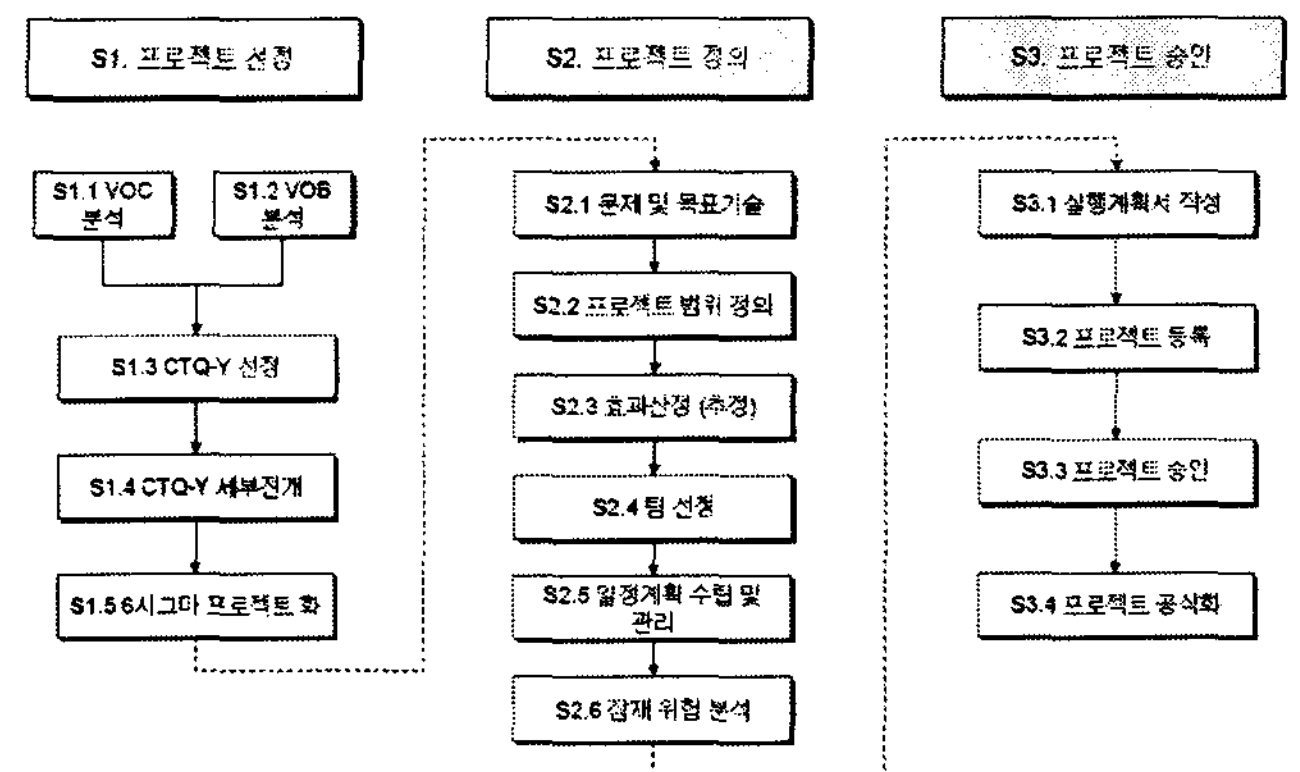 S1. 프로젝트 선정
S2. 프로젝트 정의
S3. 프로젝트 승인
S1.1 VOC
분석
S1.2 VOB
분석
S1.3 CTQ-Y 선정
S1.4 CTQ-Y 세부전개
S1.5 6시그마 프로젝트 화
S2.1 문제 및 목표기술
S2.2 프로젝트 범위 정의
S2.3 효과산정 (추정)
S2.4 팀 선정
S2.5 일정계획 수립 및
관리
S2.6 잠재 위험 분석
S3.1 실행계획서 작성
S3.2 프로젝트 등록
S3.3 프로젝트 승인
S3.4 프로젝트 공식화